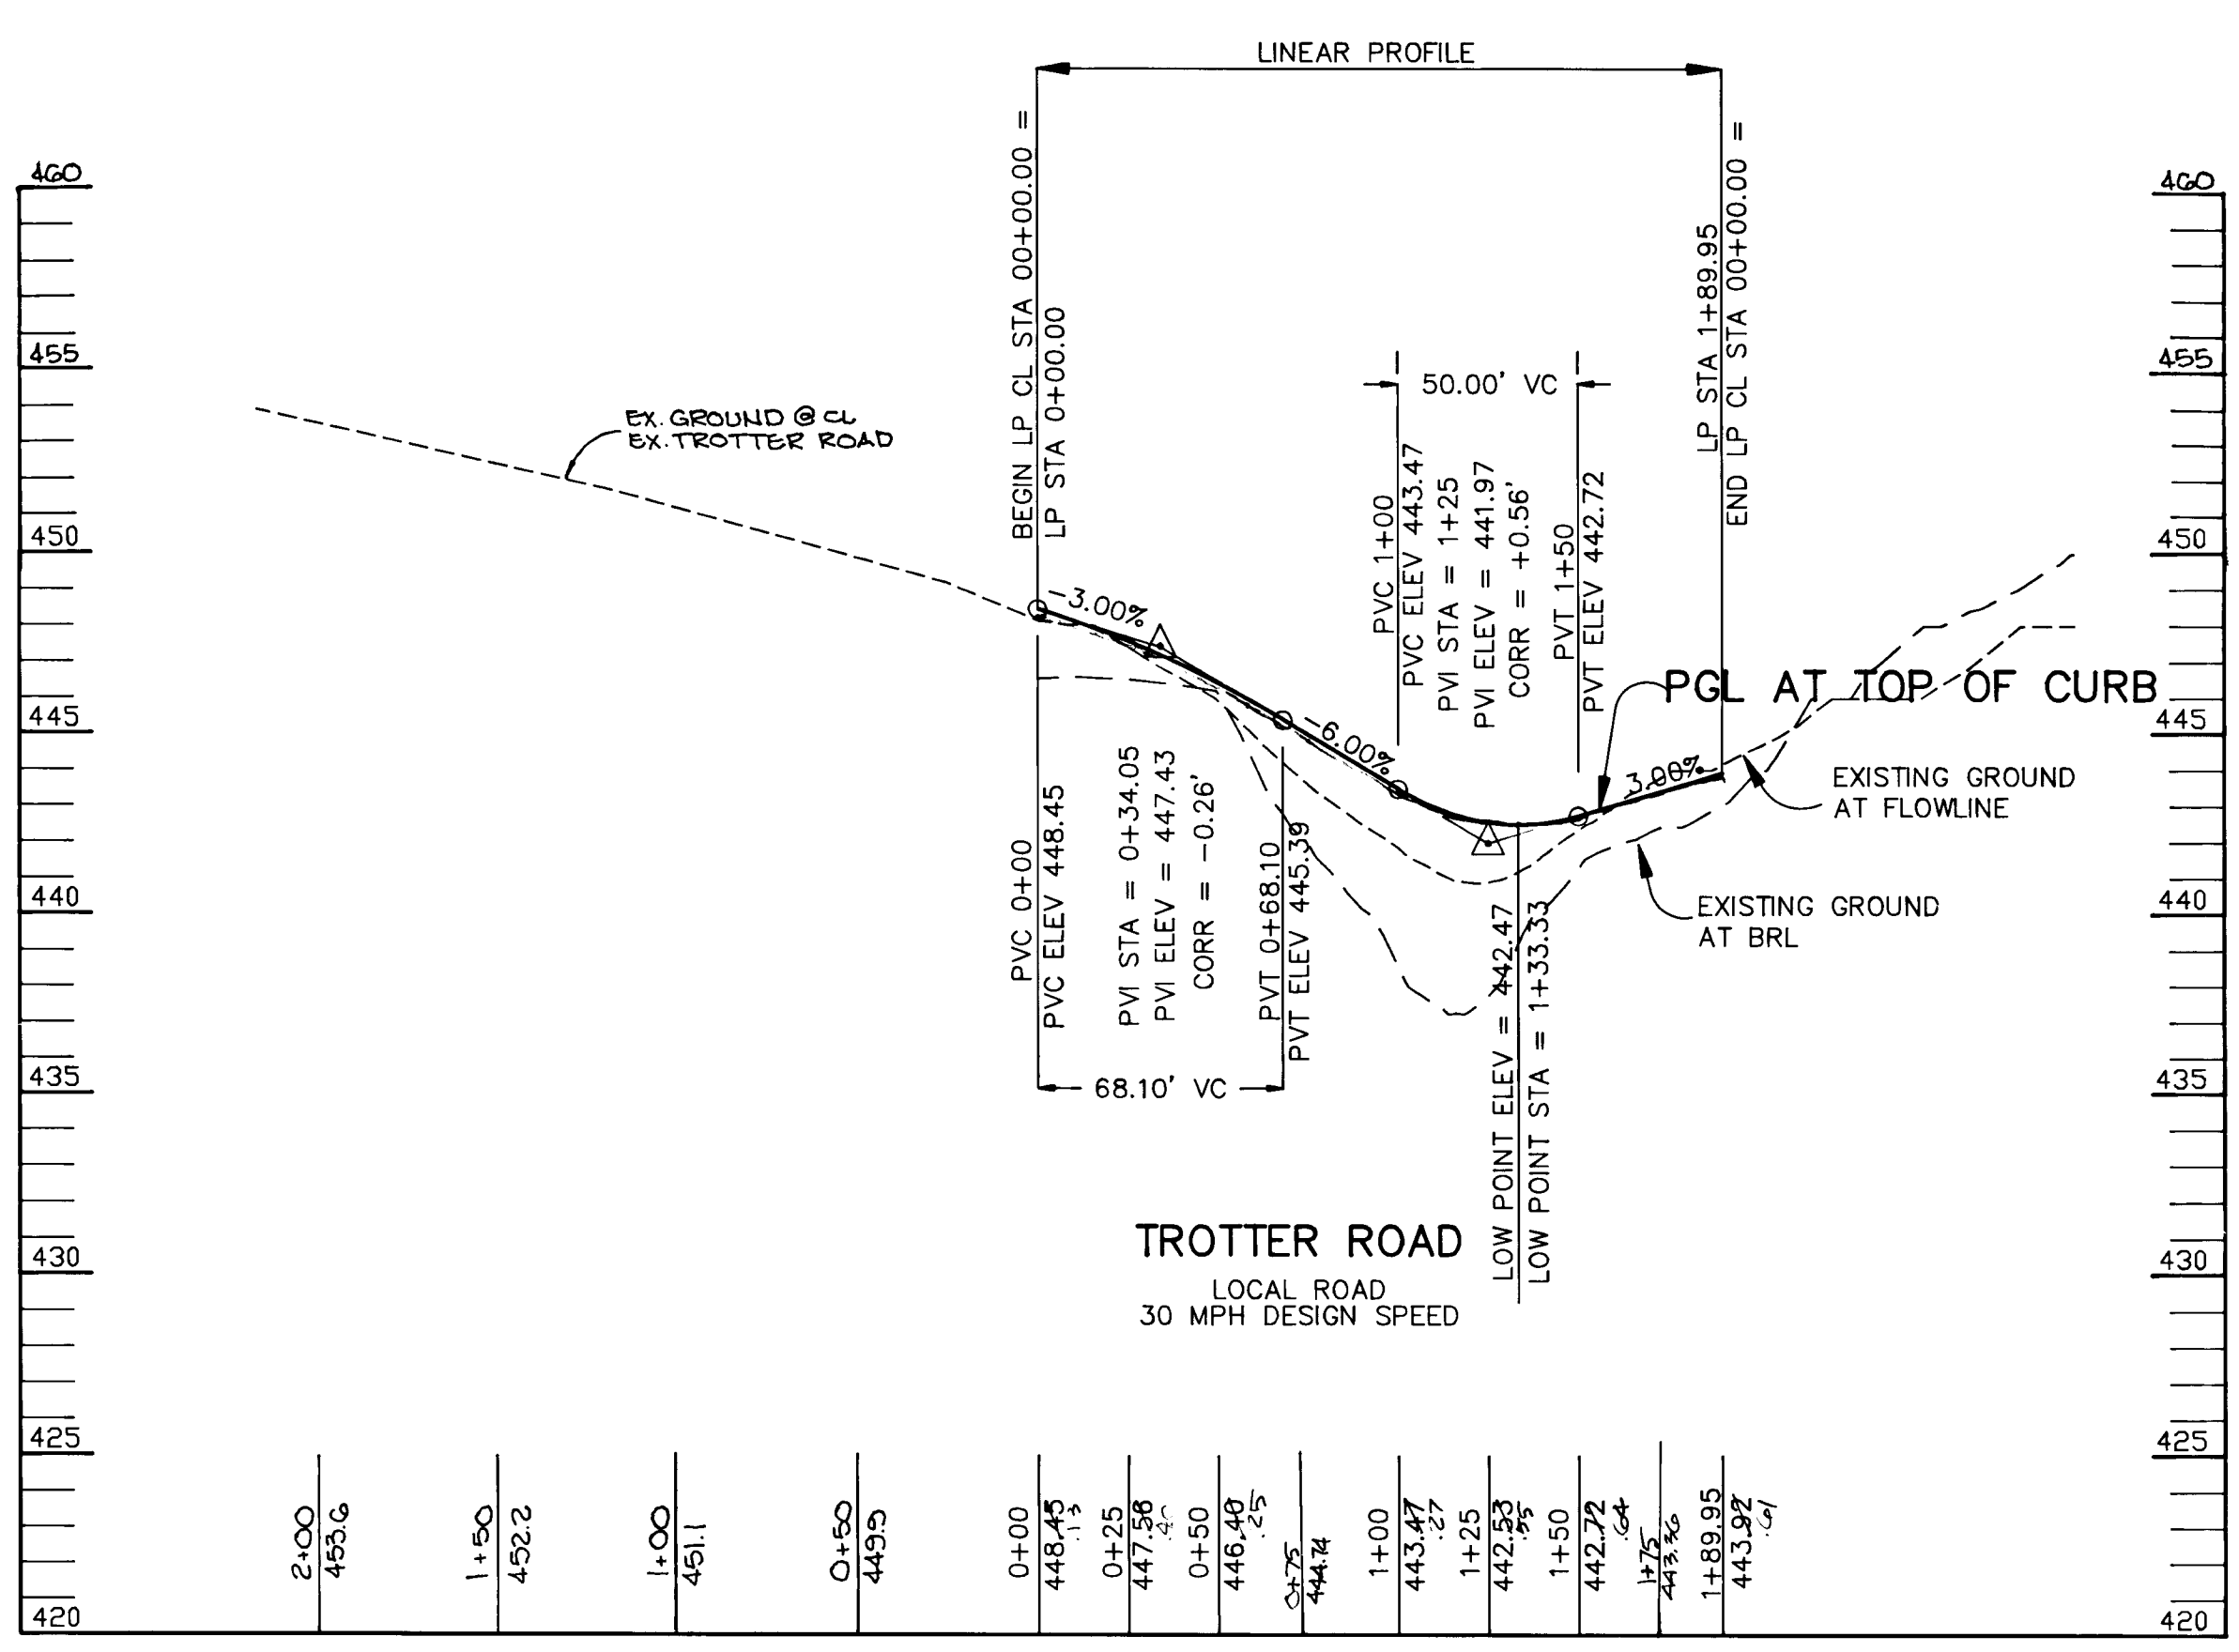 LINEAR PROFILE
BEGIN LP CL STA 00+00.00 =
LP STA 0+00.00
LP STA 1+89.95
END LP CL STA 00+00.00 =
460
455
450
445
440
435
430
425
420
460
455
450
445
440
435
430
425
420
EX. GROUND @ CL
EX. TROTTER ROAD
50.00' VC
PVC 1+00
PVC ELEV 443.47
PVI STA = 1+25
PVI ELEV = 441.97
CORR = +0.56'
PVT 1+50
PVT ELEV 442.72
-3.00%
-6.00%
3.00%
PGL AT TOP OF CURB
EXISTING GROUND
AT FLOWLINE
EXISTING GROUND
AT BRL
PVC 0+00
PVC ELEV 448.45
PVI STA = 0+34.05
PVI ELEV = 447.43
CORR = -0.26'
PVT 0+68.10
PVT ELEV 445.39
68.10' VC
LOW POINT ELEV = 442.47
LOW POINT STA = 1+33.33
TROTTER ROAD
LOCAL ROAD
30 MPH DESIGN SPEED
2+00
453.6
1+50
452.2
1+00
451.1
0+50
449.9
0+00
448.45
.13
0+25
447.58
0+50
446.40
.25
0+75
444.74
1+00
443.47
.27
1+25
442.53
.55
1+50
442.72
.64
1+75
443.36
1+89.95
443.92
.61